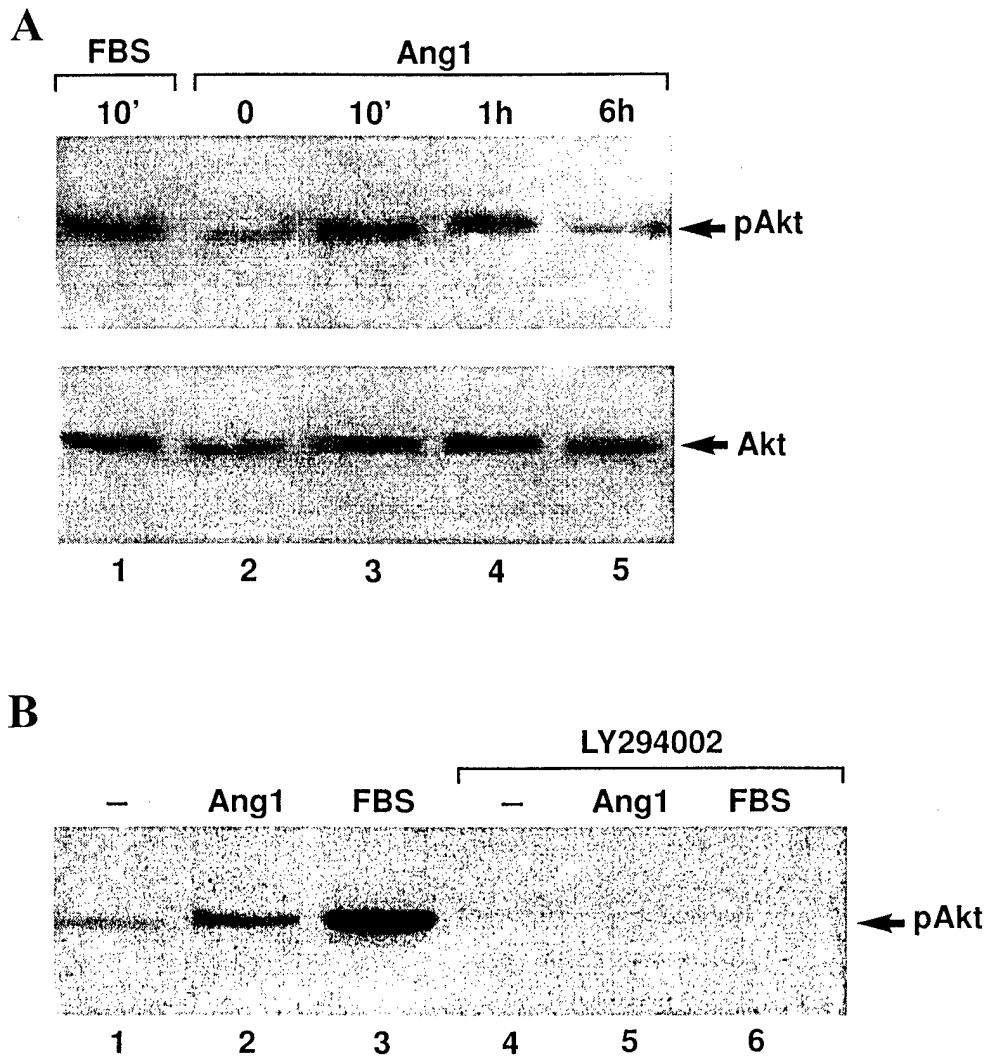 A
FBS Ang1
10' 0 10' 1h 6h
pAkt
Akt
1 2 3 4 5
B
LY294002
– Ang1 FBS – Ang1 FBS
pAkt
1 2 3 4 5 6